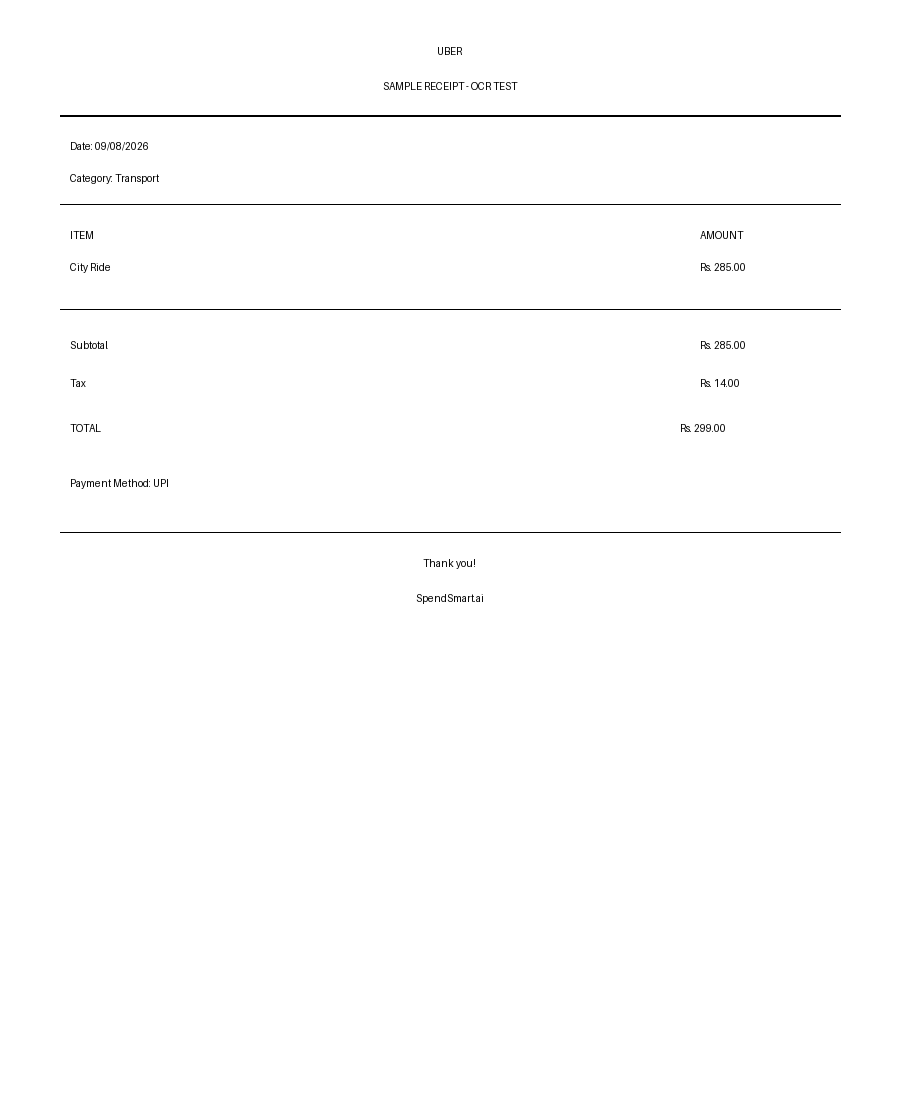 UBER
SAMPLE RECEIPT - OCR TEST
Date: 09/08/2026
Category: Transport
ITEM AMOUNT
City Ride Rs. 285.00
Subtotal Rs. 285.00
Tax Rs. 14.00
TOTAL Rs. 299.00
Payment Method: UPI
Thank you!
SpendSmart.ai